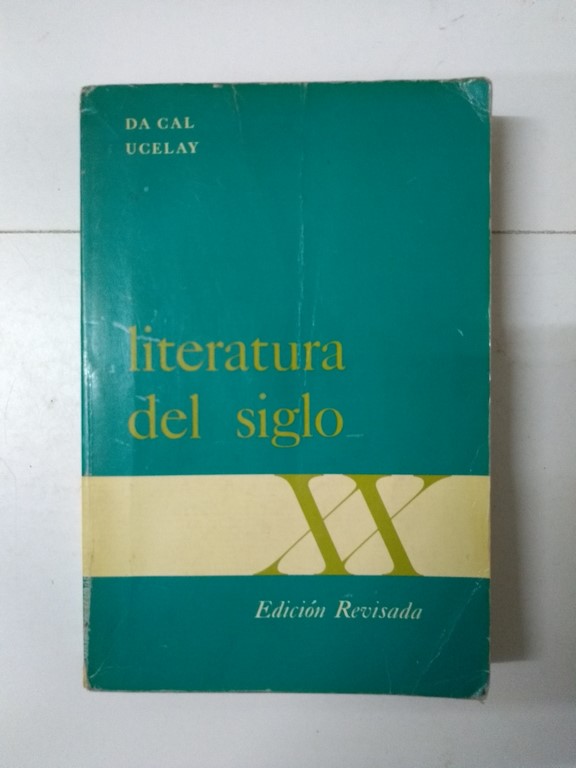 DA CAL
UCELAY
literatura
del siglo
XX
Edición Revisada